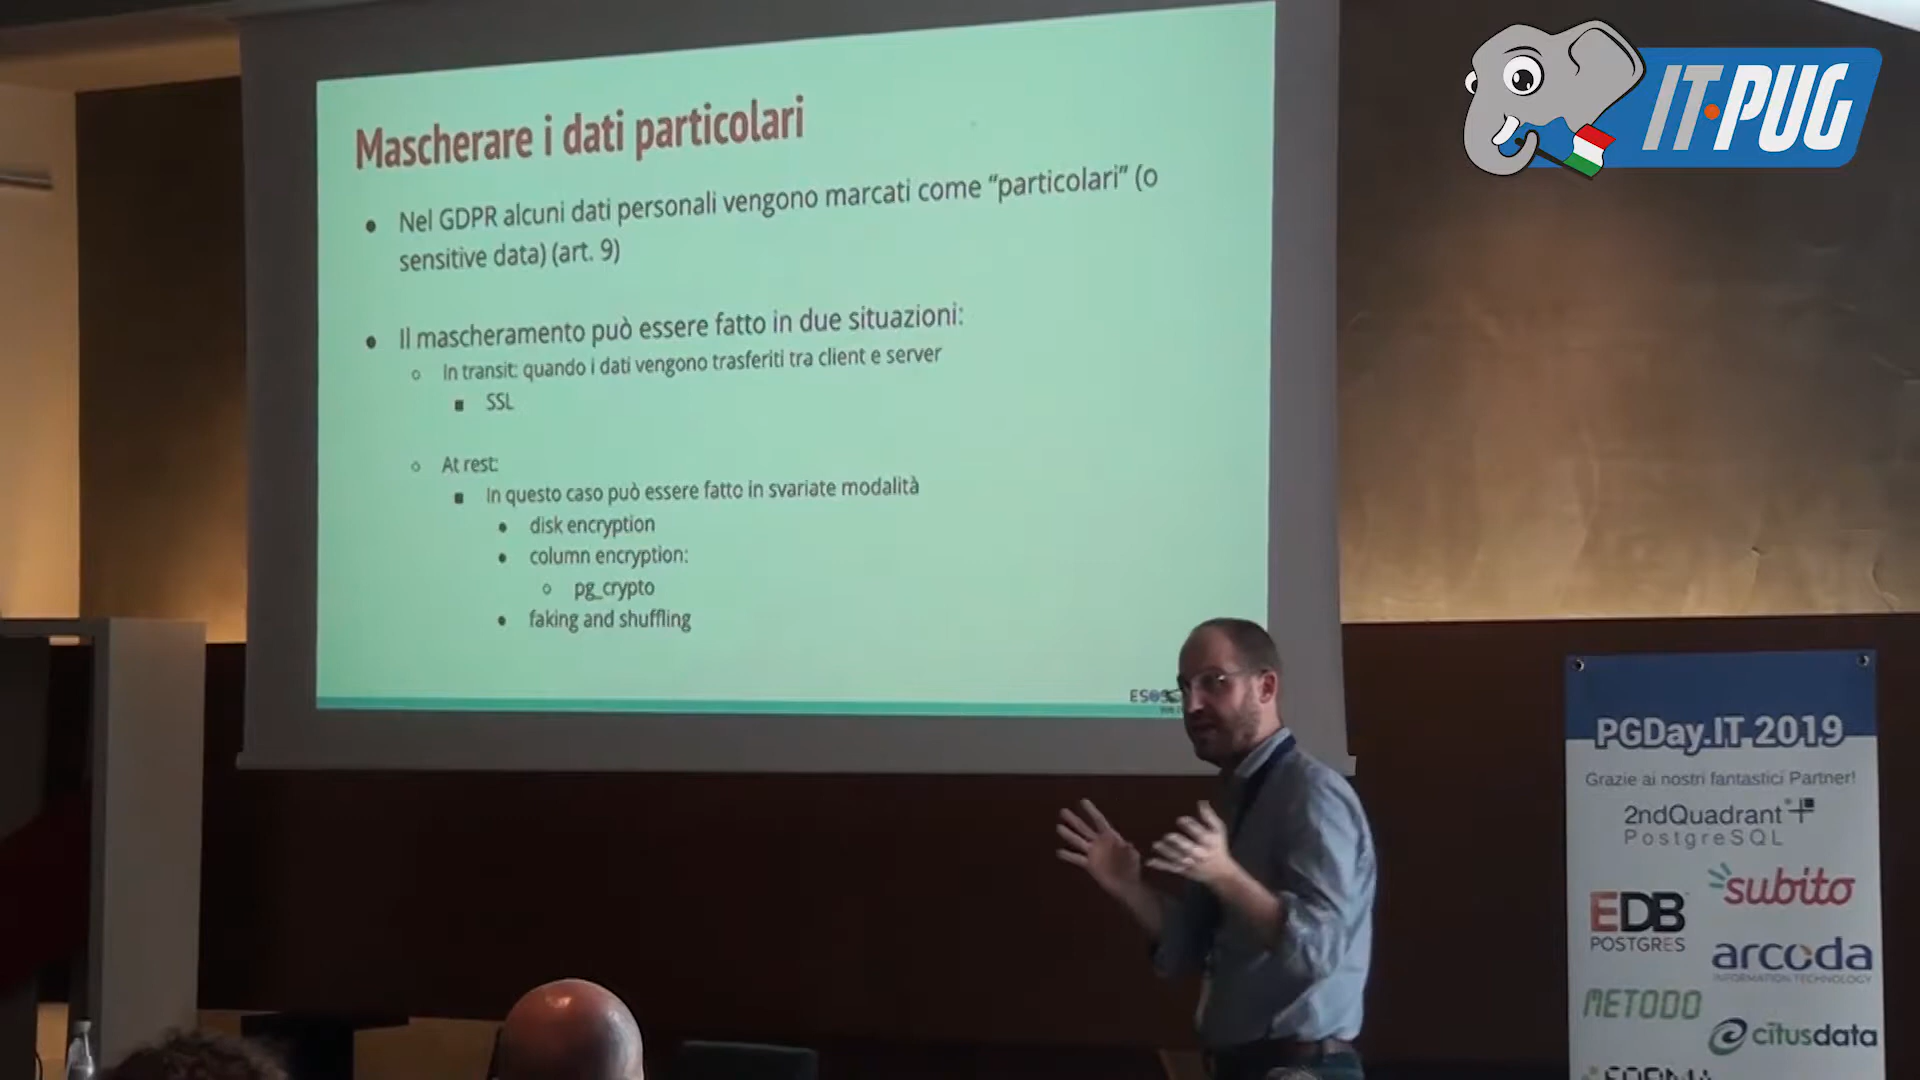 Mascherare i dati particolari
● Nel GDPR alcuni dati personali vengono marcati come “particolari” (o
sensitive data) (art. 9)
● Il mascheramento può essere fatto in due situazioni:
○ In transit: quando i dati vengono trasferiti tra client e server
■ SSL
○ At rest:
■ In questo caso può essere fatto in svariate modalità
● disk encryption
● column encryption:
○ pg_crypto
● faking and shuffling
IT·PUG
PGDay.IT 2019
Grazie ai nostri fantastici Partner!
2ndQuadrant
PostgreSQL
subito
EDB
POSTGRES
arcoda
INFORMATION TECHNOLOGY
METODO
citusdata